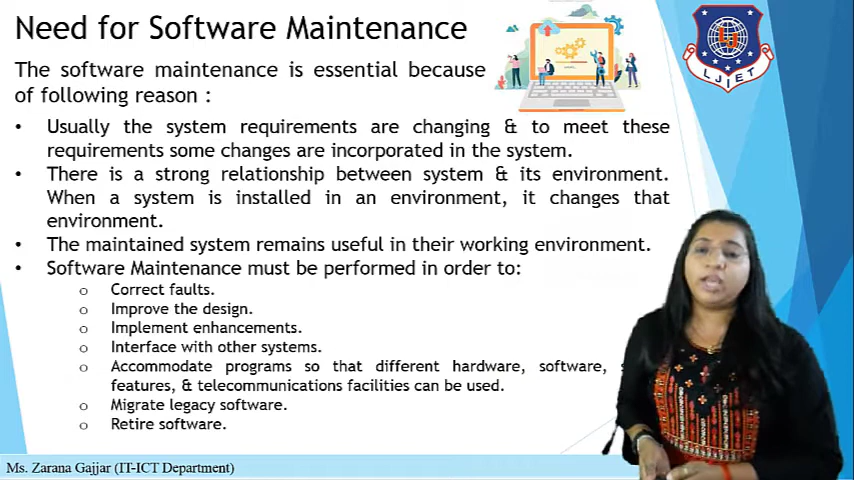 Need for Software Maintenance
The software maintenance is essential because
of following reason :
• Usually the system requirements are changing & to meet these
requirements some changes are incorporated in the system.
• There is a strong relationship between system & its environment.
When a system is installed in an environment, it changes that
environment.
• The maintained system remains useful in their working environment.
• Software Maintenance must be performed in order to:
o Correct faults.
o Improve the design.
o Implement enhancements.
o Interface with other systems.
o Accommodate programs so that different hardware, software,
features, & telecommunications facilities can be used.
o Migrate legacy software.
o Retire software.
LJIET
Ms. Zarana Gajjar (IT-ICT Department)